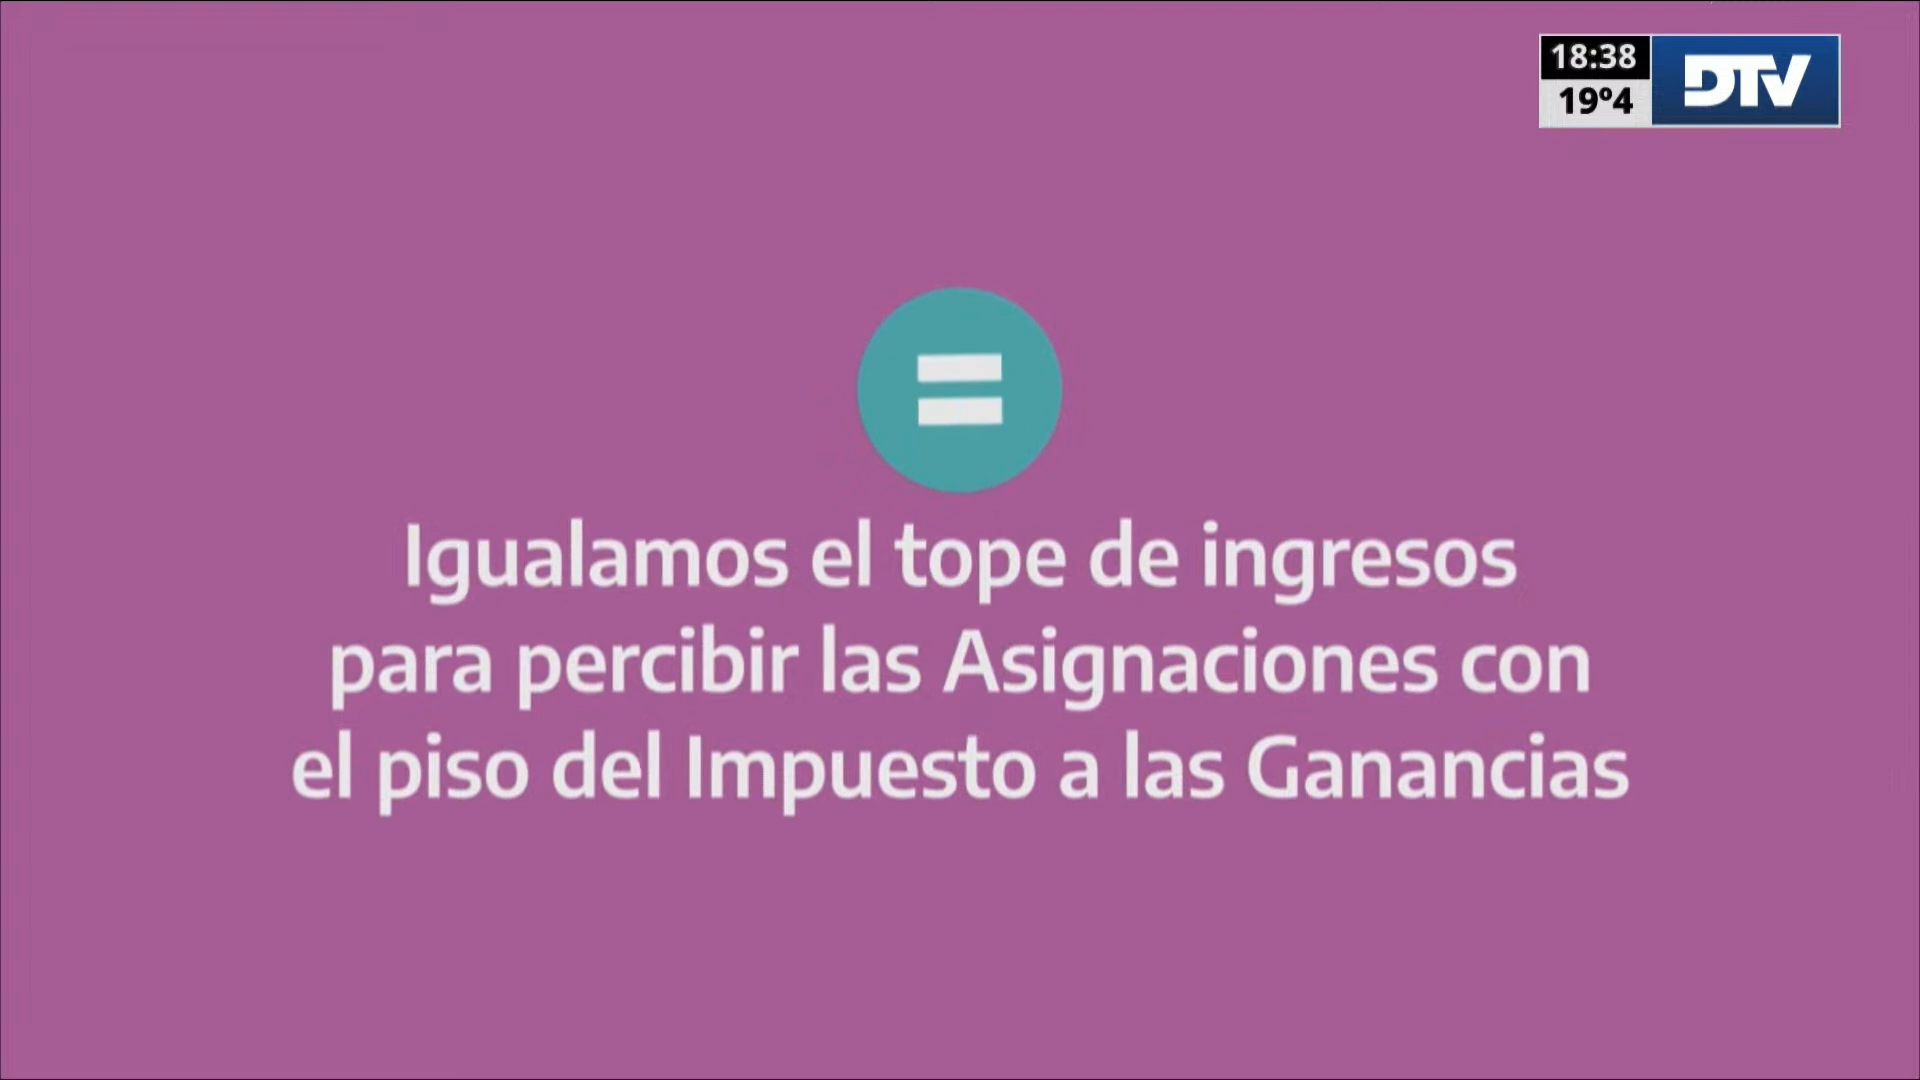 18:38
19º4
DTV
=
Igualamos el tope de ingresos
para percibir las Asignaciones con
el piso del Impuesto a las Ganancias